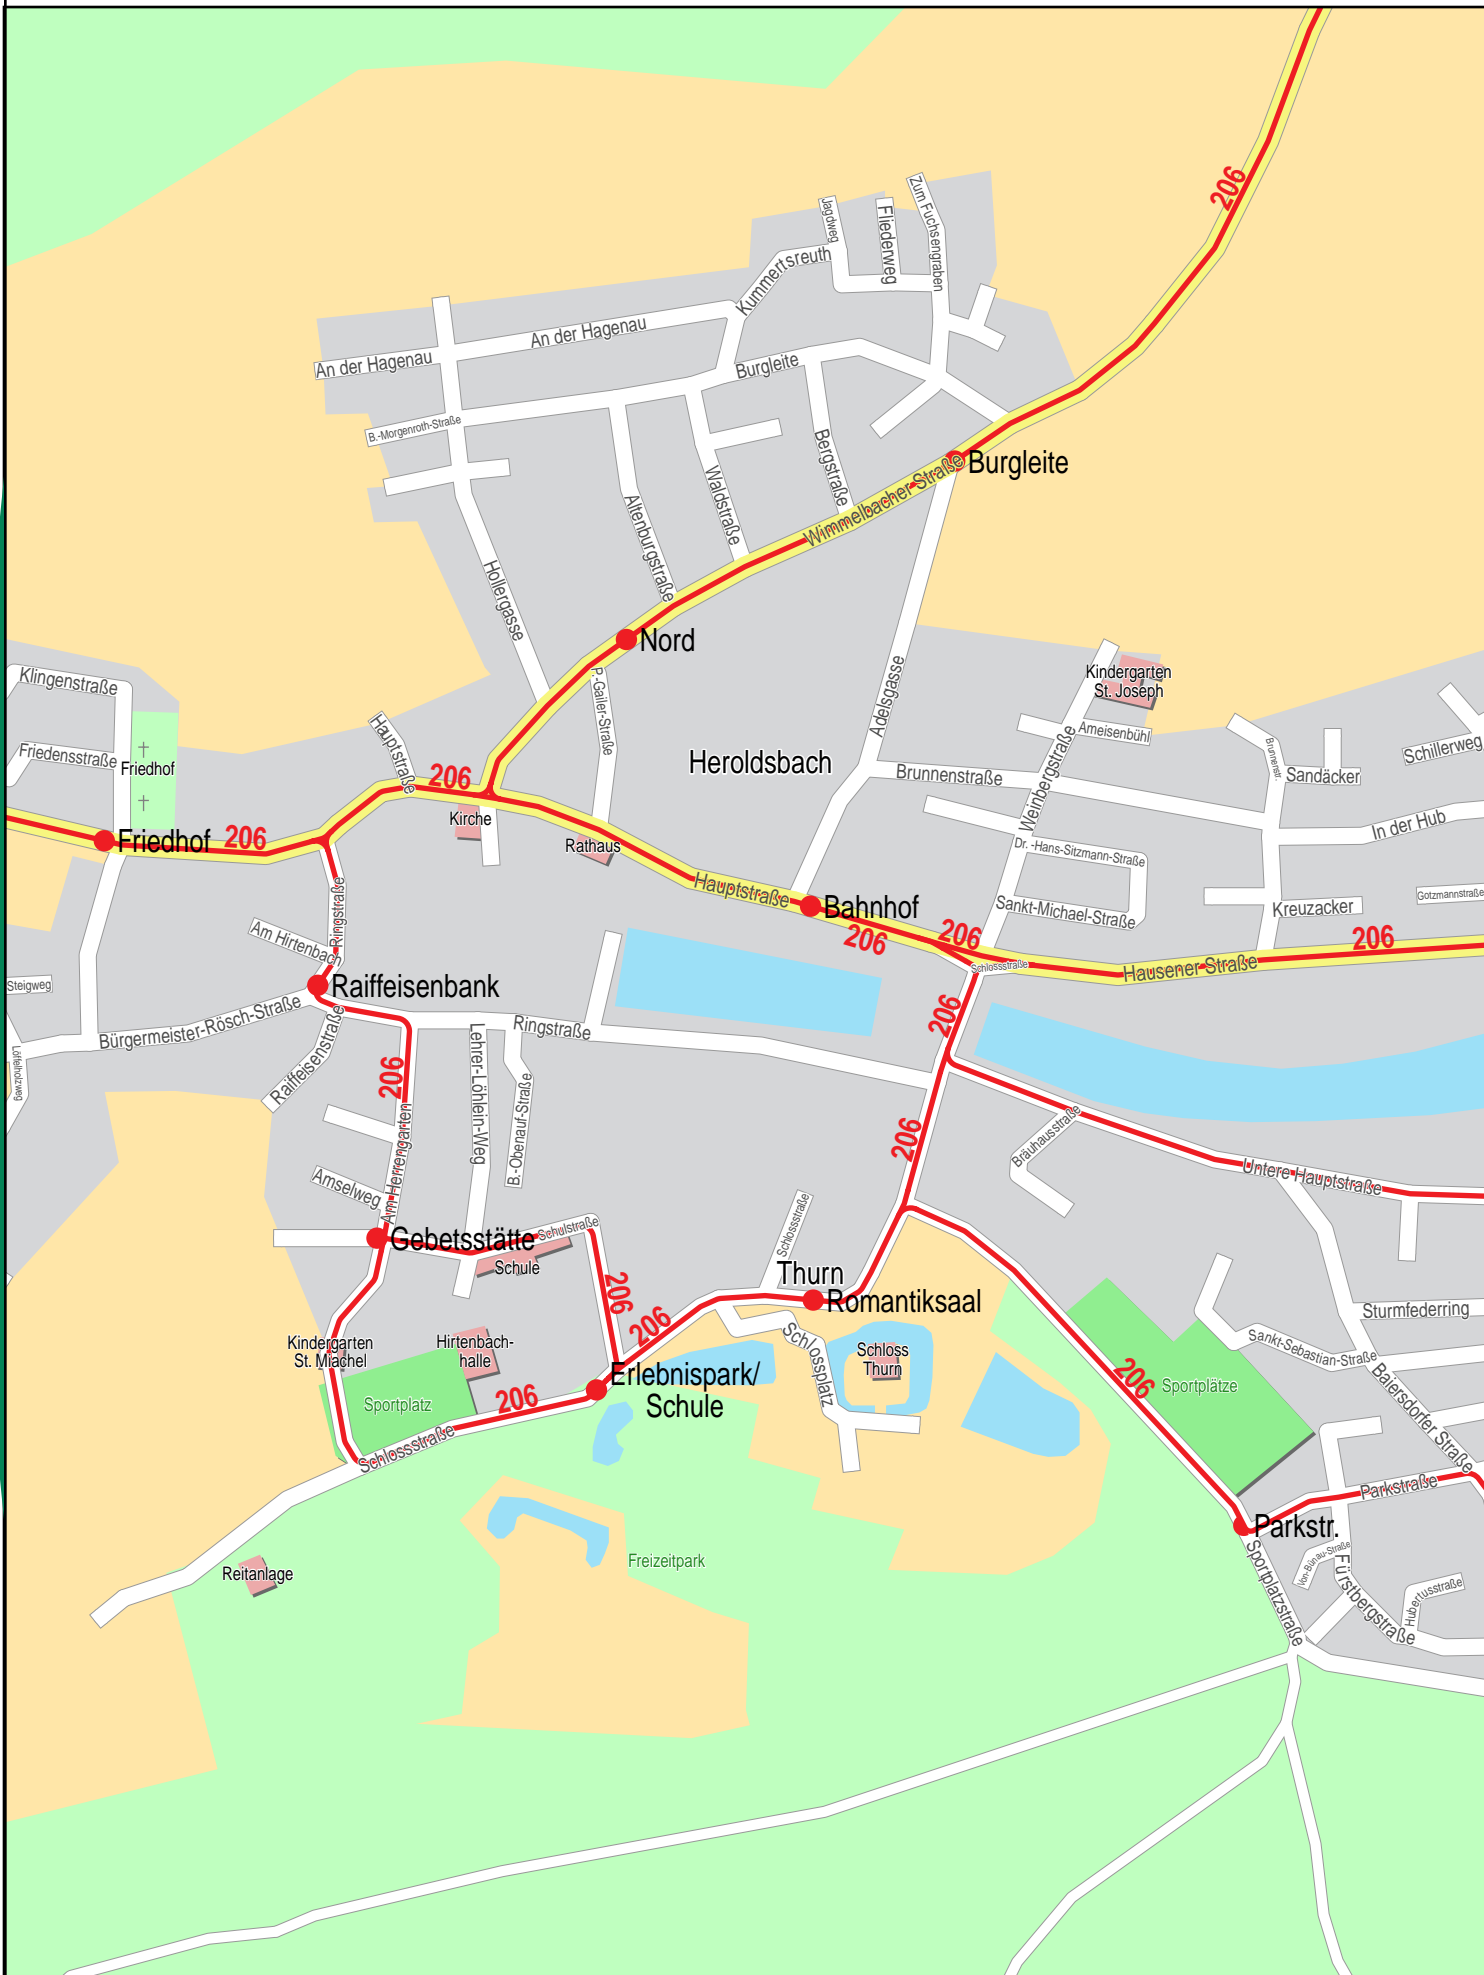 206
Jagdweg
Fliederweg
Zum Fuchsengraben
Kummertsreuth
An der Hagenau
An der Hagenau
Burgleite
B.-Morgenroth-Straße
Bergstraße
Waldstraße
Altenburgstraße
Wimmelbacher Straße
Burgleite
Hollergasse
Nord
P.-Gailer-Straße
Adelsgasse
Kindergarten
St. Joseph
Klingenstraße
Friedensstraße
Friedhof
Hauptstraße
206
Heroldsbach
Brunnenstraße
Weinbergstraße
Ameisenbühl
Brunnenstr.
Sandäcker
Schillerweg
Kirche
Rathaus
Friedhof
206
In der Hub
Dr. -Hans-Sitzmann-Straße
Hauptstraße
Bahnhof
206
206
Sankt-Michael-Straße
Kreuzacker
Gotzmannstraße
206
Ringstraße
Am Hirtenbach
Schlossstraße
Hausener Straße
Steigweg
Raiffeisenbank
Bürgermeister-Rösch-Straße
Raiffeisenstraße
Ringstraße
206
Löffelholzweg
206
Lehrer-Löhlein-Weg
B.-Obenauf-Straße
Am Herrengarten
206
Bräuhausstraße
Untere Hauptstraße
Amselweg
Gebetsstätte
Schulstraße
Schule
Schlossstraße
Thurn
Romantiksaal
206
206
Sturmfederring
Kindergarten
St. Miachel
Hirtenbach-
halle
Schlossplatz
Schloss
Thurn
Sankt-Sebastian-Straße
Erlebnispark/
Schule
206
Sportplatz
206
Sportplätze
Baiersdorfer Straße
Schlossstraße
Parkstraße
Parkstr.
Freizeitpark
Reitanlage
Sportplatzstraße
Von-Bünau-Straße
Fürstbergstraße
Hubertusstraße